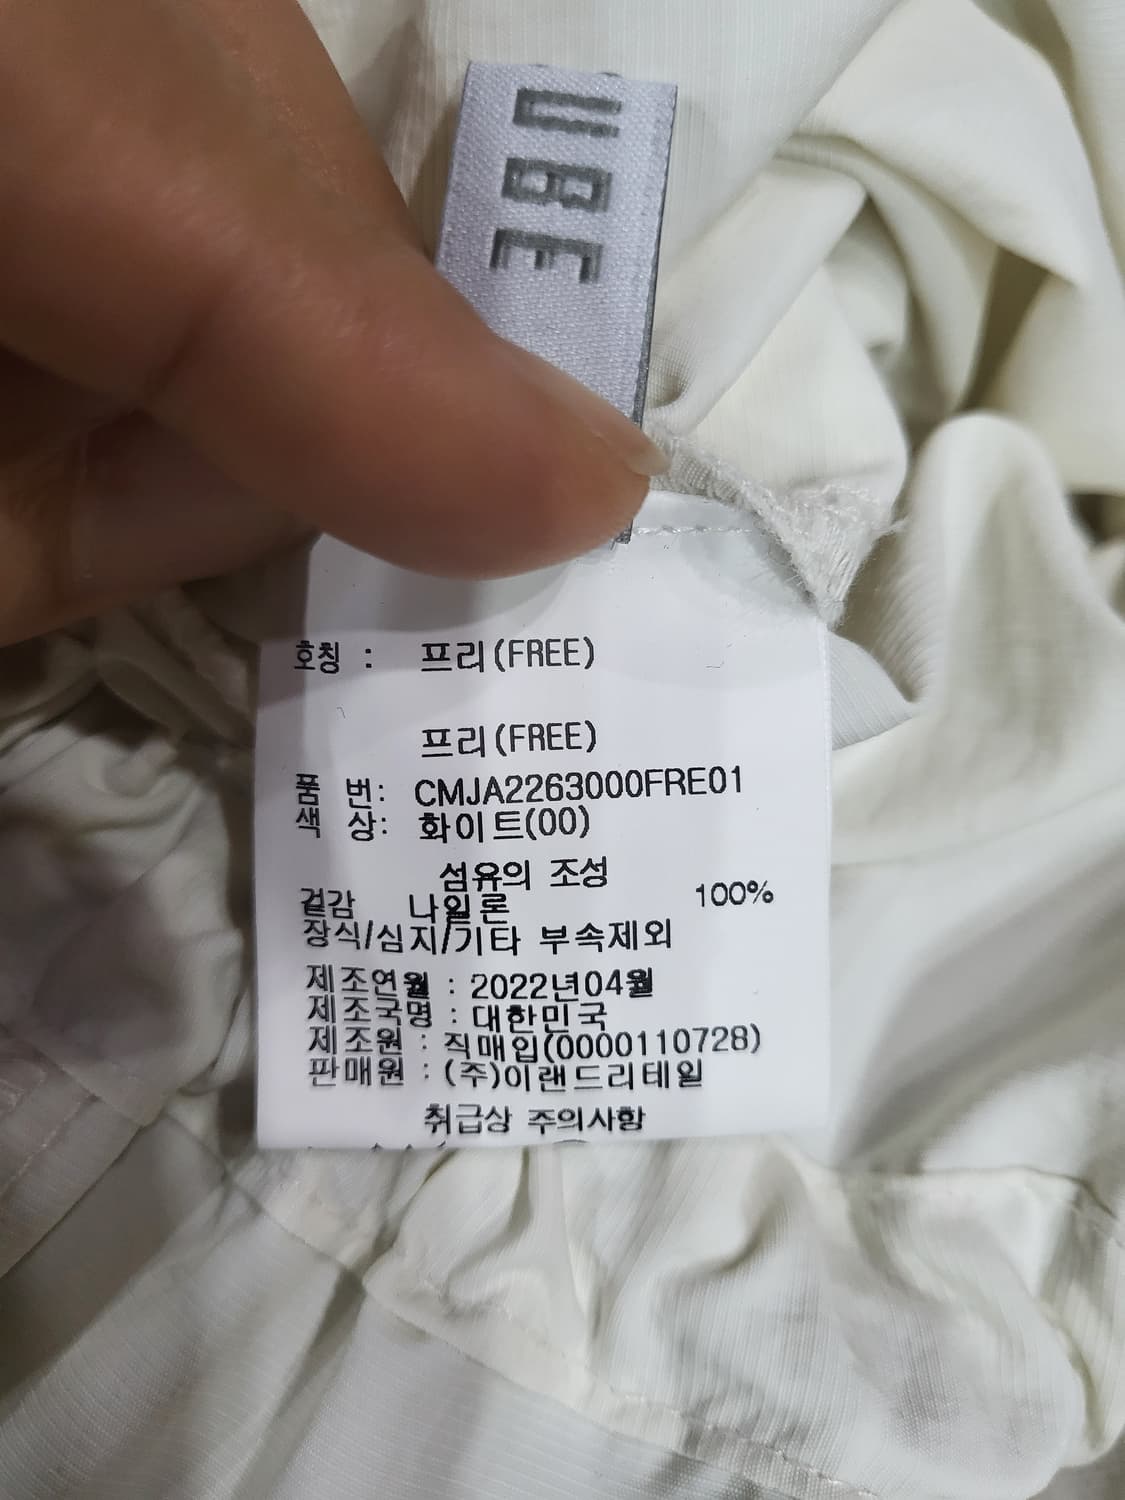 UBE
호칭 : 프리(FREE)
프리(FREE)
품 번: CMJA2263000FRE01
색 상: 화이트(00)
섬유의 조성
겉감 나일론 100%
장식/심지/기타 부속제외
제조연월 : 2022년04월
제조국명 : 대한민국
제조원 : 직매입(0000110728)
판매원 : (주)이랜드리테일
취급상 주의사항